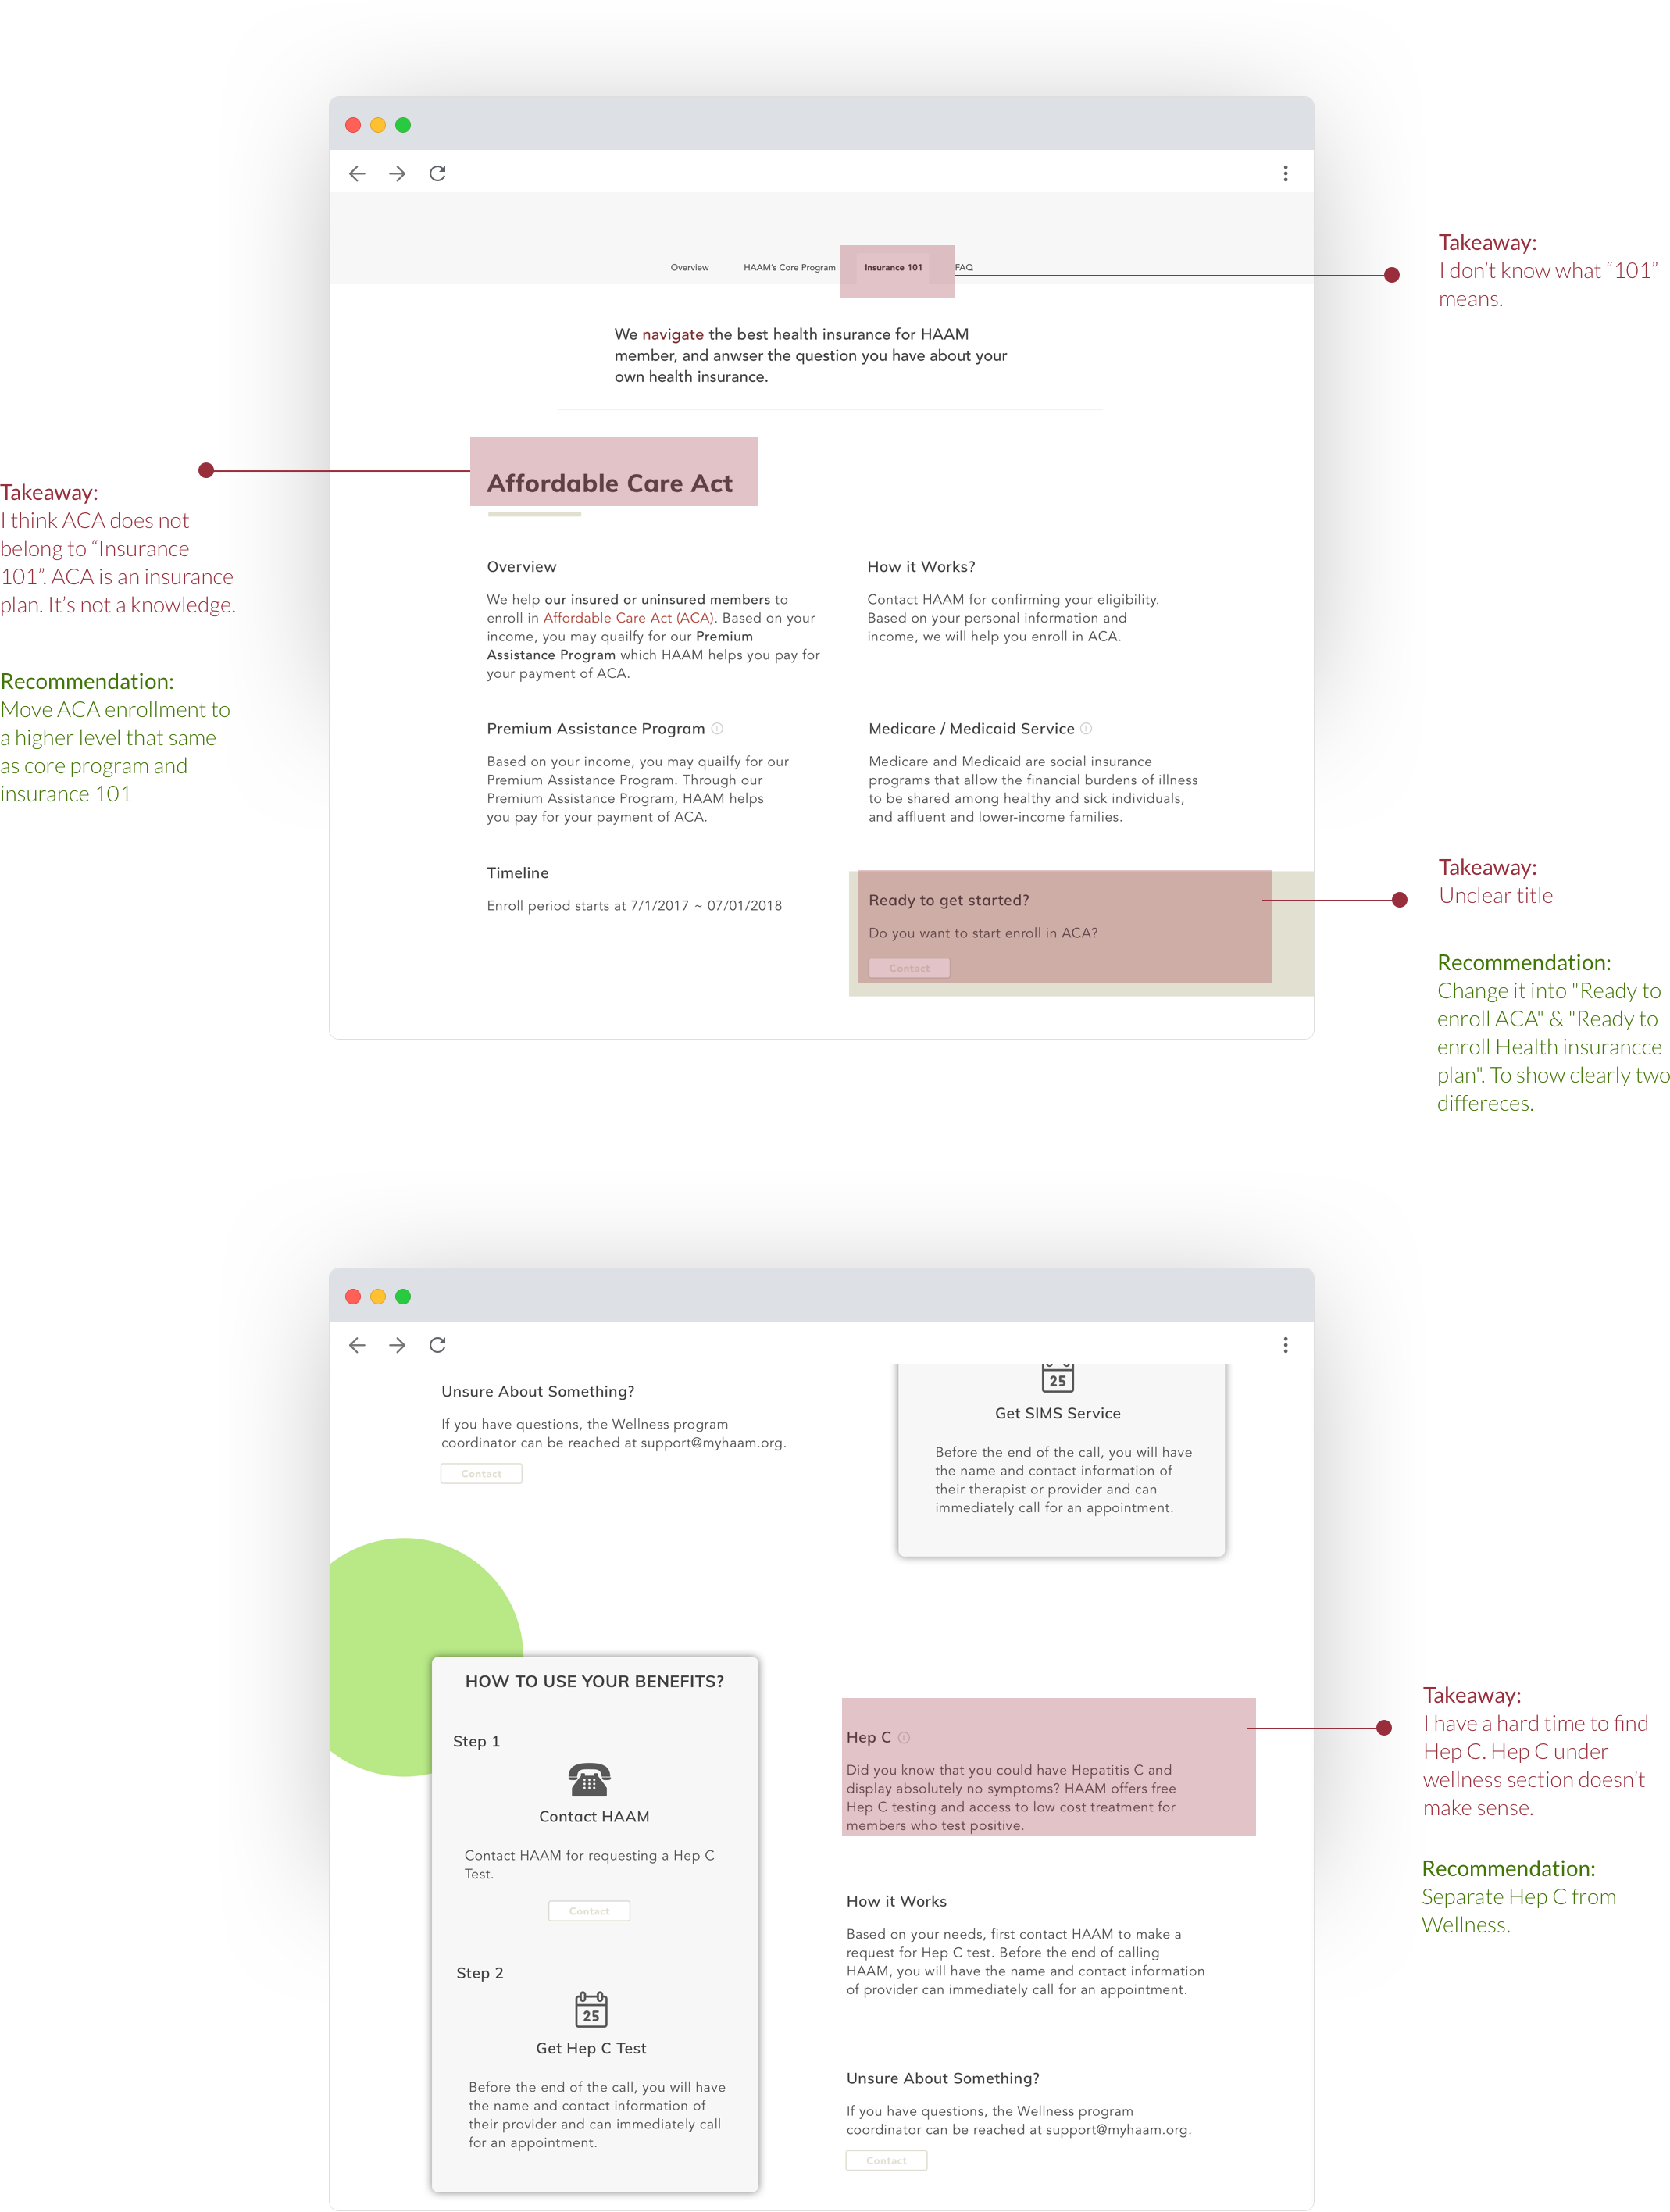 Overview
HAAM's Core Program
Insurance 101
FAQ
Takeaway:
I don't know what “101”
means.
We navigate the best health insurance for HAAM
member, and anwser the question you have about your
own health insurance.
Affordable Care Act
Takeaway:
I think ACA does not
belong to “Insurance
101”. ACA is an insurance
plan. It's not a knowledge.
Recommendation:
Move ACA enrollment to
a higher level that same
as core program and
insurance 101
Overview
We help our insured or uninsured members to
enroll in Affordable Care Act (ACA). Based on your
income, you may quailfy for our Premium
Assistance Program which HAAM helps you pay for
your payment of ACA.
How it Works?
Contact HAAM for confirming your eligibility.
Based on your personal information and
income, we will help you enroll in ACA.
Premium Assistance Program
Based on your income, you may quailfy for our
Premium Assistance Program. Through our
Premium Assistance Program, HAAM helps
you pay for your payment of ACA.
Medicare / Medicaid Service
Medicare and Medicaid are social insurance
programs that allow the financial burdens of illness
to be shared among healthy and sick individuals,
and affluent and lower-income families.
Timeline
Enroll period starts at 7/1/2017 ~ 07/01/2018
Ready to get started?
Do you want to start enroll in ACA?
Contact
Takeaway:
Unclear title
Recommendation:
Change it into "Ready to
enroll ACA" & "Ready to
enroll Health insurancce
plan". To show clearly two
differeces.
Unsure About Something?
If you have questions, the Wellness program
coordinator can be reached at support@myhaam.org.
Contact
25
Get SIMS Service
Before the end of the call, you will have
the name and contact information of
their therapist or provider and can
immediately call for an appointment.
HOW TO USE YOUR BENEFITS?
Step 1
Contact HAAM
Contact HAAM for requesting a Hep C
Test.
Contact
Step 2
25
Get Hep C Test
Before the end of the call, you will have
the name and contact information of
their provider and can immediately call
for an appointment.
Hep C
Did you know that you could have Hepatitis C and
display absolutely no symptoms? HAAM offers free
Hep C testing and access to low cost treatment for
members who test positive.
How it Works
Based on your needs, first contact HAAM to make a
request for Hep C test. Before the end of calling
HAAM, you will have the name and contact information
of provider can immediately call for an appointment.
Unsure About Something?
If you have questions, the Wellness program
coordinator can be reached at support@myhaam.org.
Contact
Takeaway:
I have a hard time to find
Hep C. Hep C under
wellness section doesn't
make sense.
Recommendation:
Separate Hep C from
Wellness.